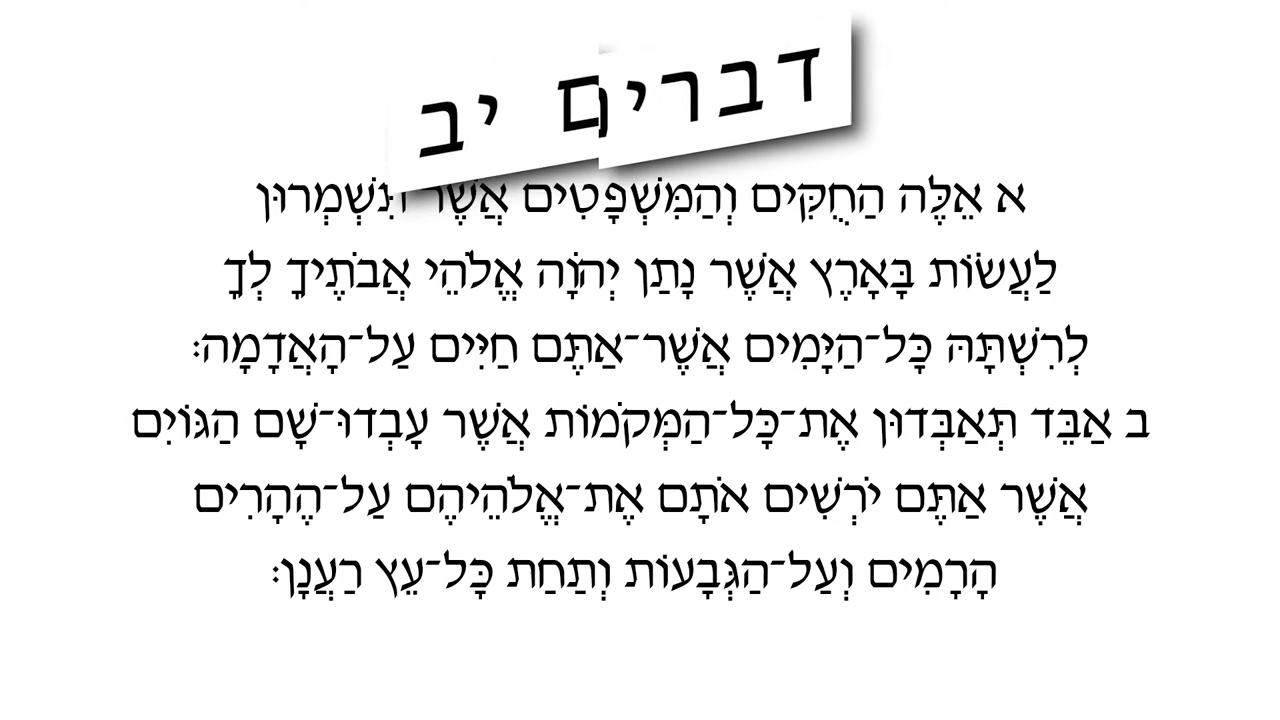 דברים יב
א אֵלֶּה הַחֻקִּים וְהַמִּשְׁפָּטִים אֲשֶׁר תִּשְׁמְרוּן
לַעֲשׂוֹת בָּאָרֶץ אֲשֶׁר נָתַן יְהֹוָה אֱלֹהֵי אֲבֹתֶיךָ לְךָ
לְרִשְׁתָּהּ כָּל־הַיָּמִים אֲשֶׁר־אַתֶּם חַיִּים עַל־הָאֲדָמָה׃
ב אַבֵּד תְּאַבְּדוּן אֶת־כָּל־הַמְּקֹמוֹת אֲשֶׁר עָבְדוּ־שָׁם הַגּוֹיִם
אֲשֶׁר אַתֶּם יֹרְשִׁים אֹתָם אֶת־אֱלֹהֵיהֶם עַל־הֶהָרִים
הָרָמִים וְעַל־הַגְּבָעוֹת וְתַחַת כָּל־עֵץ רַעֲנָן׃